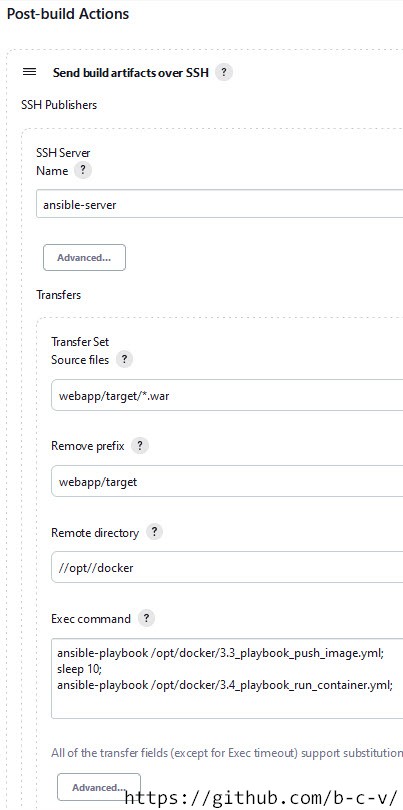 Post-build Actions
Send build artifacts over SSH ?
SSH Publishers
SSH Server
Name ?
ansible-server
Advanced...
Transfers
Transfer Set
Source files ?
webapp/target/*.war
Remove prefix ?
webapp/target
Remote directory ?
//opt//docker
Exec command ?
ansible-playbook /opt/docker/3.3_playbook_push_image.yml;
sleep 10;
ansible-playbook /opt/docker/3.4_playbook_run_container.yml;
All of the transfer fields (except for Exec timeout) support substitution
Advanced...
https://github.com/b-c-v/